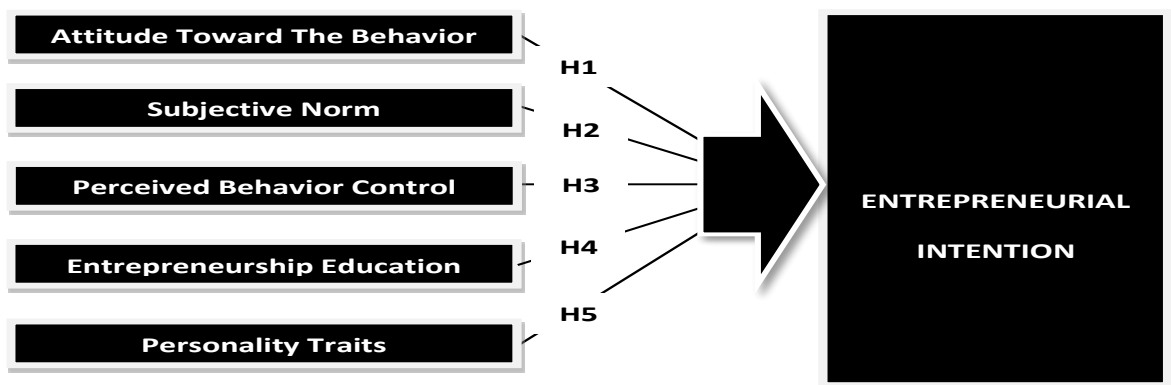 Attitude Toward The Behavior
H1
Subjective Norm
H2
Perceived Behavior Control
H3
Entrepreneurship Education
H4
Personality Traits
H5
ENTREPRENEURIAL
INTENTION